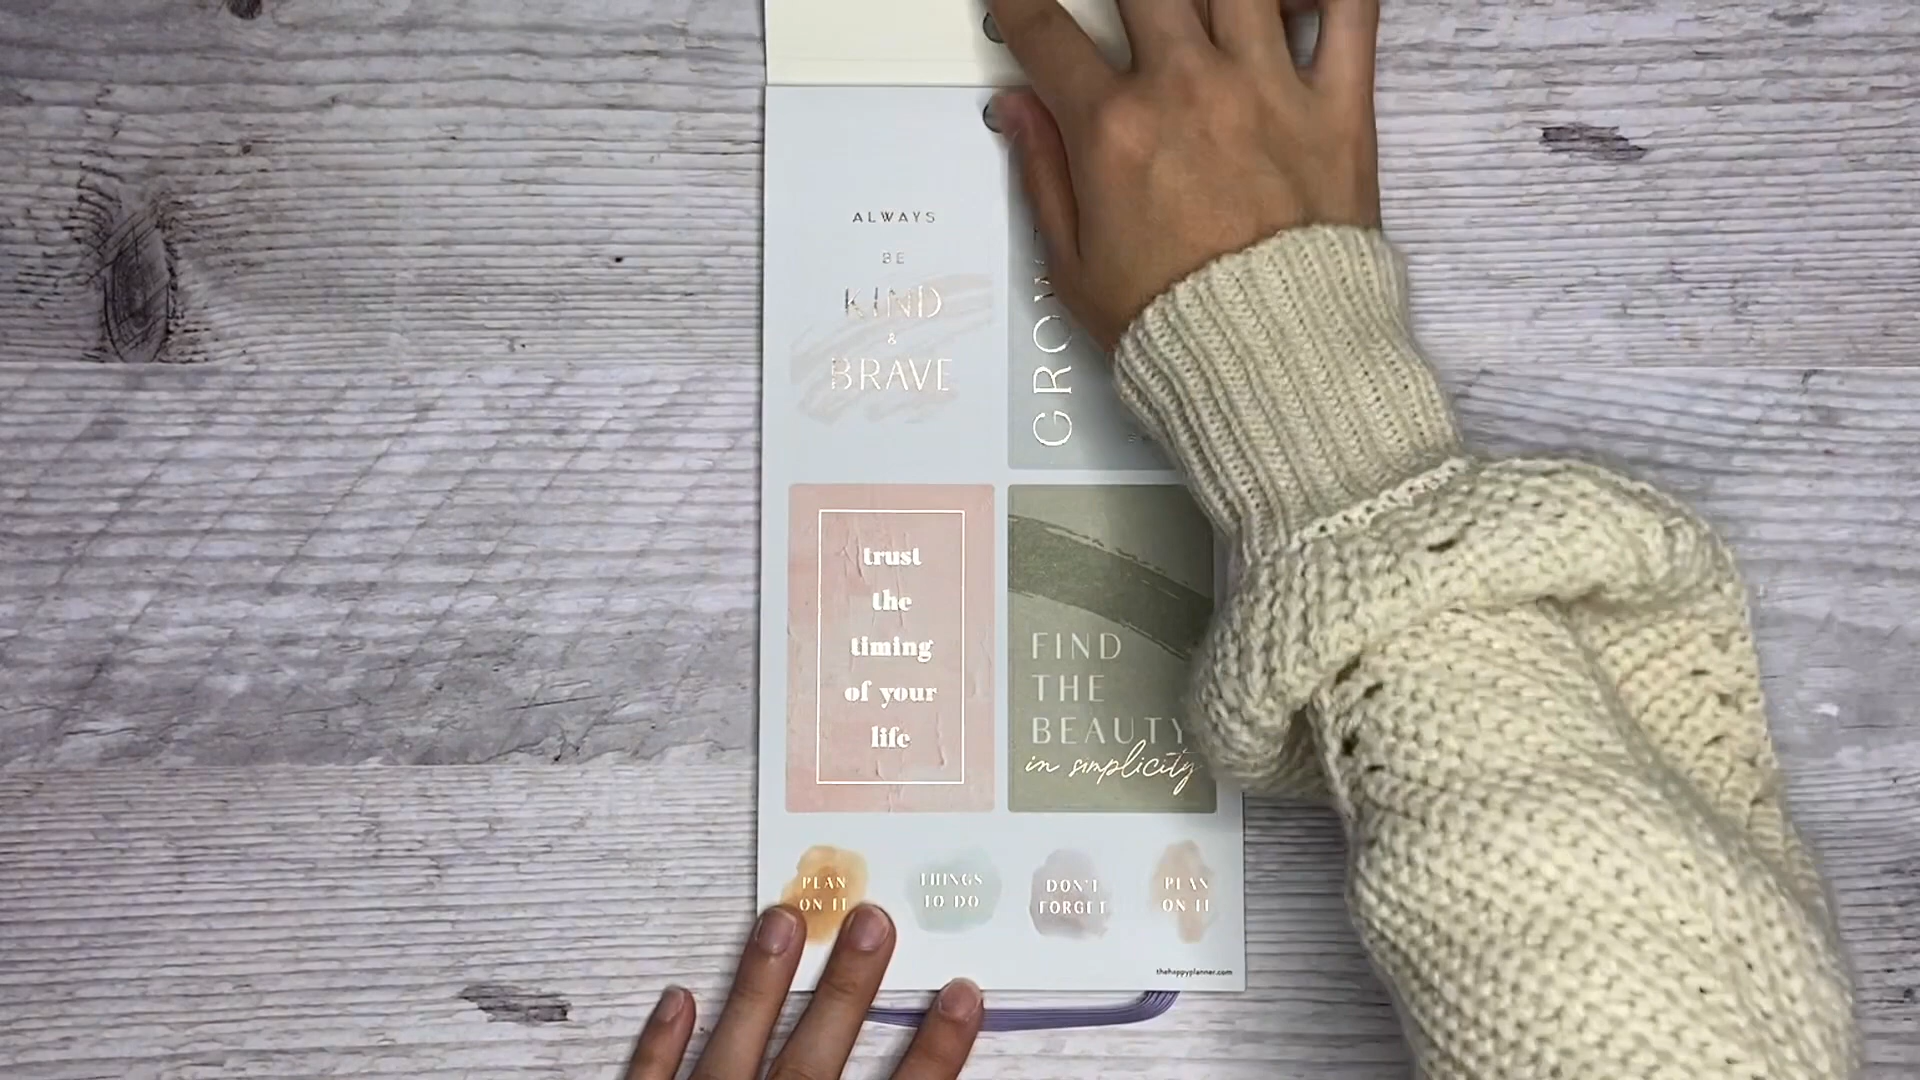 ALWAYS
BE
KIND
&
BRAVE
trust
the
timing
of your
life
FIND
THE
BEAUTY
in simplicity
PLAN
ON IT
THINGS
TO DO
DON'T
FORGET
PLAN
ON IT
thehappyplanner.com